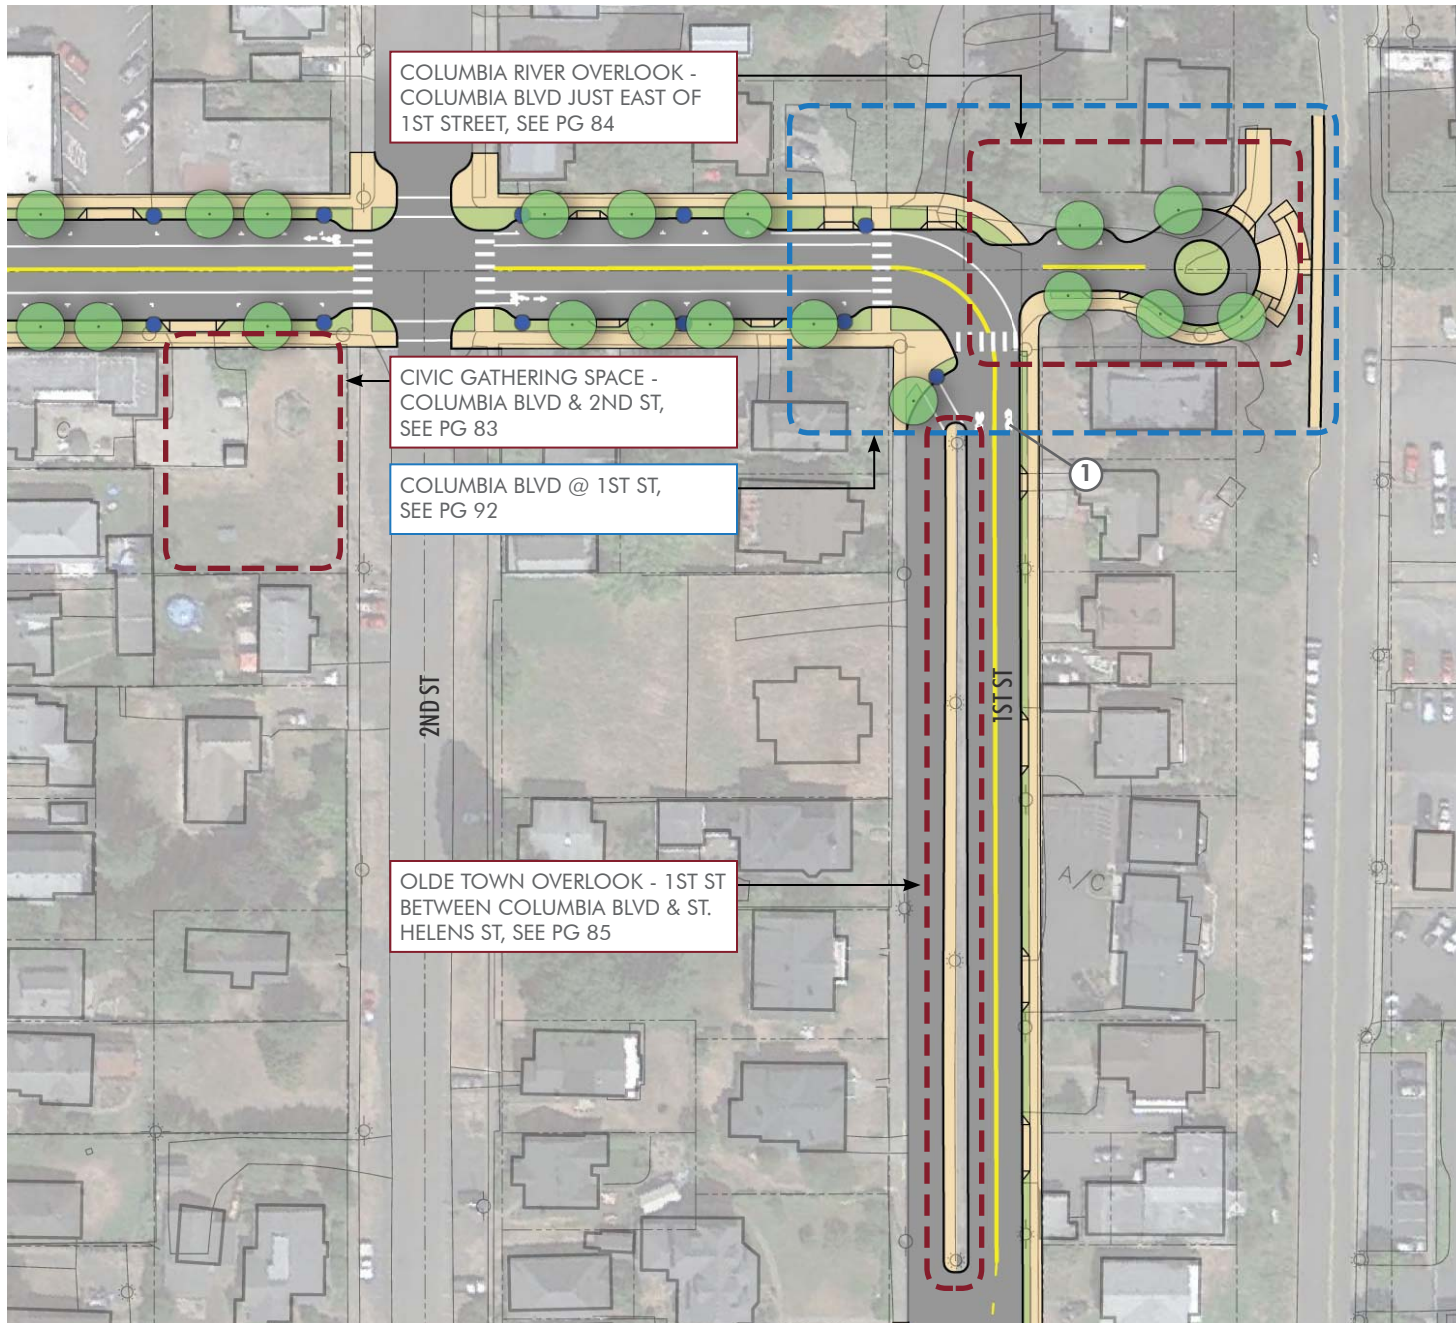 COLUMBIA RIVER OVERLOOK -
COLUMBIA BLVD JUST EAST OF
1ST STREET, SEE PG 84
CIVIC GATHERING SPACE -
COLUMBIA BLVD & 2ND ST,
SEE PG 83
COLUMBIA BLVD @ 1ST ST,
SEE PG 92
1
2ND ST
1ST ST
OLDE TOWN OVERLOOK - 1ST ST
BETWEEN COLUMBIA BLVD & ST.
HELENS ST, SEE PG 85
A/C